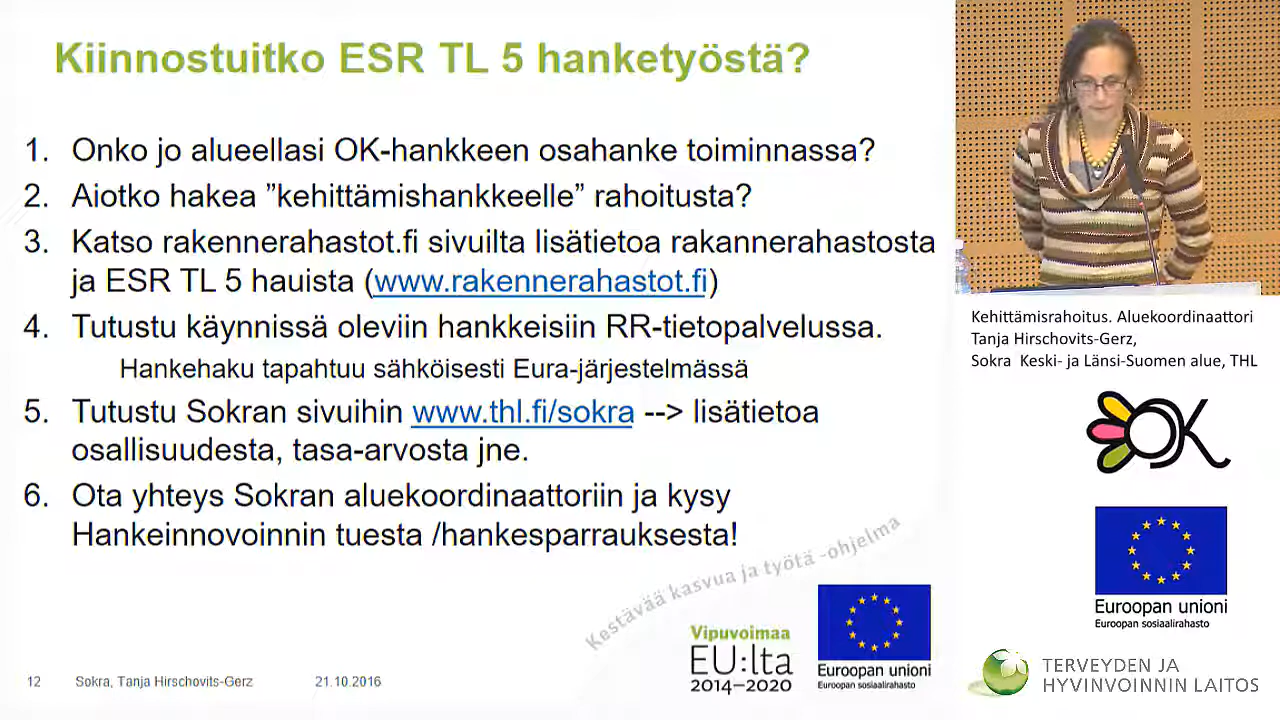 Kiinnostuitko ESR TL 5 hanketyöstä?
1. Onko jo alueellasi OK-hankkeen osahanke toiminnassa?
2. Aiotko hakea ”kehittämishankkeelle” rahoitusta?
3. Katso rakennerahastot.fi sivuilta lisätietoa rakannerahastosta
ja ESR TL 5 hauista (www.rakennerahastot.fi)
4. Tutustu käynnissä oleviin hankkeisiin RR-tietopalvelussa.
Hankehaku tapahtuu sähköisesti Eura-järjestelmässä
5. Tutustu Sokran sivuihin www.thl.fi/sokra --> lisätietoa
osallisuudesta, tasa-arvosta jne.
6. Ota yhteys Sokran aluekoordinaattoriin ja kysy
Hankeinnovoinnin tuesta /hankesparrauksesta!
Kestävää kasvua ja työtä -ohjelma
Vipuvoimaa
EU:lta
2014–2020
Euroopan unioni
Euroopan sosiaalirahasto
12 Sokra, Tanja Hirschovits-Gerz 21.10.2016
Kehittämisrahoitus. Aluekoordinaattori
Tanja Hirschovits-Gerz,
Sokra Keski- ja Länsi-Suomen alue, THL
OK
Euroopan unioni
Euroopan sosiaalirahasto
TERVEYDEN JA
HYVINVOINNIN LAITOS